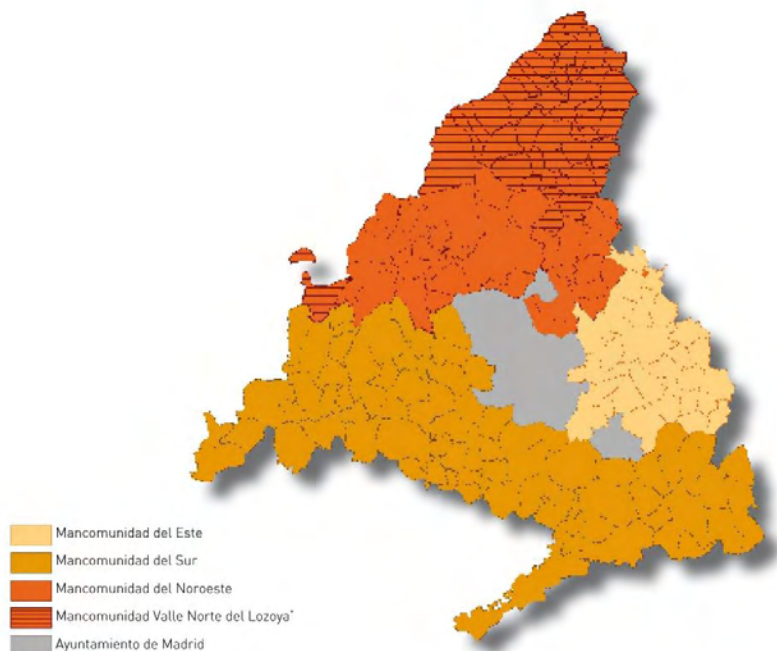 Mancomunidad del Este
Mancomunidad del Sur
Mancomunidad del Noroeste
Mancomunidad Valle Norte del Lozoya*
Ayuntamiento de Madrid